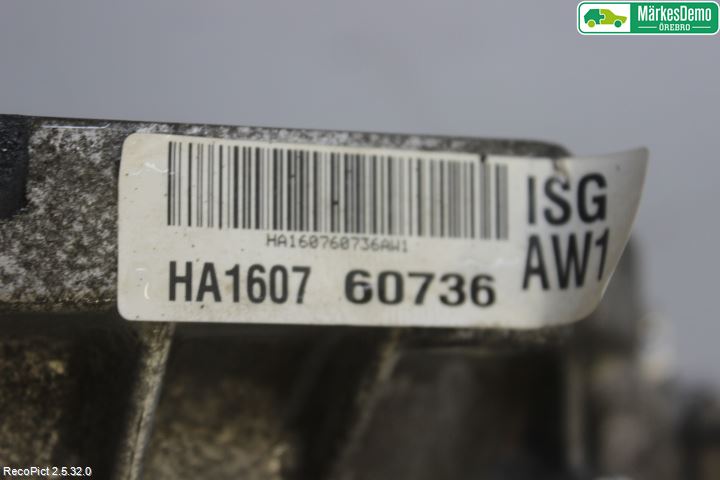 MärkesDemo
ÖREBRO
ISG
HA160760736AW1
AW1
HA1607 60736
RecoPict 2.5.32.0